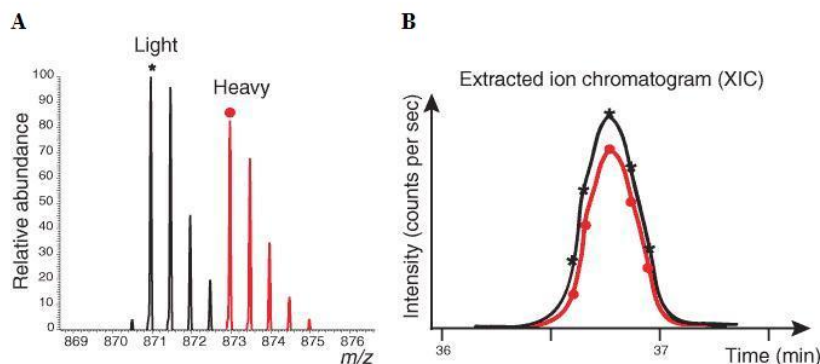 A
Light
*
Heavy
Relative abundance
100
90
80
70
60
50
40
30
20
10
0
869 870 871 872 873 874 875 876
m/z
B
Extracted ion chromatogram (XIC)
Intensity (counts per sec)
36 37
Time (min)